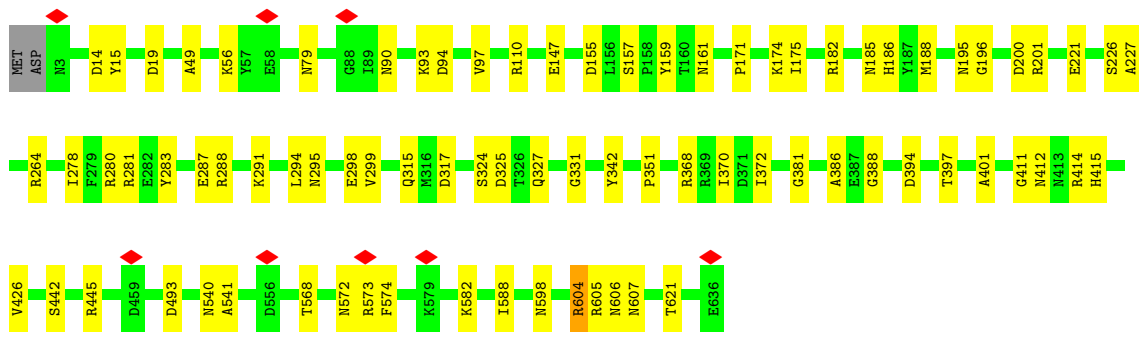 MET ASP N3 D14 Y15 D19 A49 K56 Y57 E58 N79 G88 I89 N90 K93 D94 V97 R110 E147 D155 L156 S157 P158 Y159 T160 N161 P171 K174 I175 R182 N185 H186 Y187 M188 N195 G196 D200 R201 E221 S226 A227
R264 I278 F279 R280 R281 E282 Y283 E287 R288 K291 L294 N295 E298 V299 Q315 M316 D317 S324 D325 T326 Q327 G331 Y342 P351 R368 R369 I370 D371 I372 G381 A386 E387 G388 D394 T397 A401 G411 N412 N413 R414 H415
V426 S442 R445 D459 D493 N540 A541 D556 T568 N572 R573 F574 K579 K582 I588 N598 R604 R605 N606 N607 T621 E636